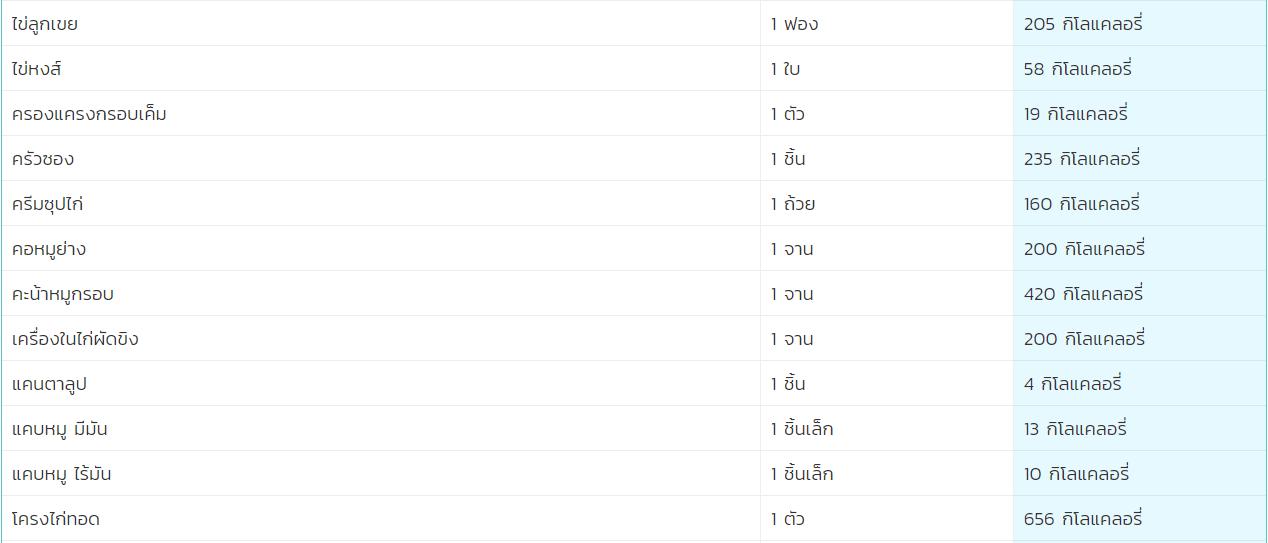 ไข่ลูกเขย 1 ฟอง 205 กิโลแคลอรี่
ไข่หงส์ 1 ใบ 58 กิโลแคลอรี่
ครองแครงกรอบเค็ม 1 ตัว 19 กิโลแคลอรี่
ครัวซอง 1 ชิ้น 235 กิโลแคลอรี่
ครีมซุปไก่ 1 ถ้วย 160 กิโลแคลอรี่
คอหมูย่าง 1 จาน 200 กิโลแคลอรี่
คะน้าหมูกรอบ 1 จาน 420 กิโลแคลอรี่
เครื่องในไก่ผัดขิง 1 จาน 200 กิโลแคลอรี่
แคนตาลูป 1 ชิ้น 4 กิโลแคลอรี่
แคบหมู มีมัน 1 ชิ้นเล็ก 13 กิโลแคลอรี่
แคบหมู ไร้มัน 1 ชิ้นเล็ก 10 กิโลแคลอรี่
โครงไก่ทอด 1 ตัว 656 กิโลแคลอรี่